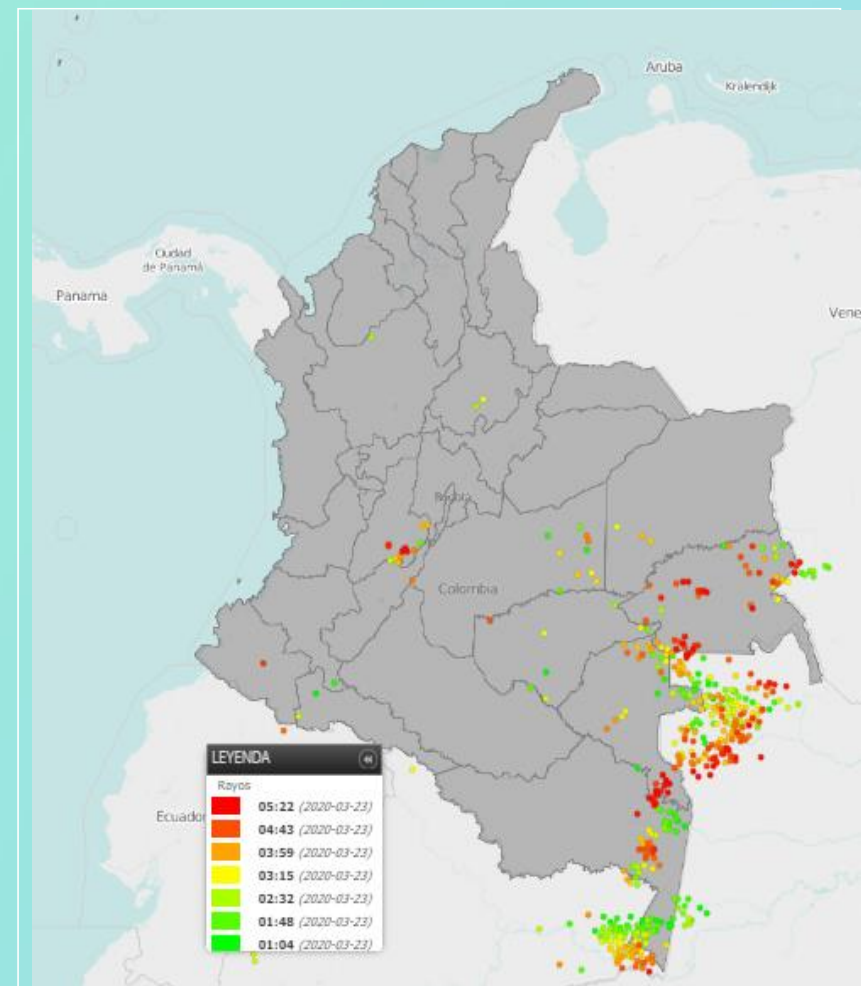 Aruba
Kralendijk
Ciudad
de Panamá
Panama
Vene
Bogotá
Colombia
LEYENDA
Rayos
Ecuador
05:22 (2020-03-23)
04:43 (2020-03-23)
03:59 (2020-03-23)
03:15 (2020-03-23)
02:32 (2020-03-23)
01:48 (2020-03-23)
01:04 (2020-03-23)